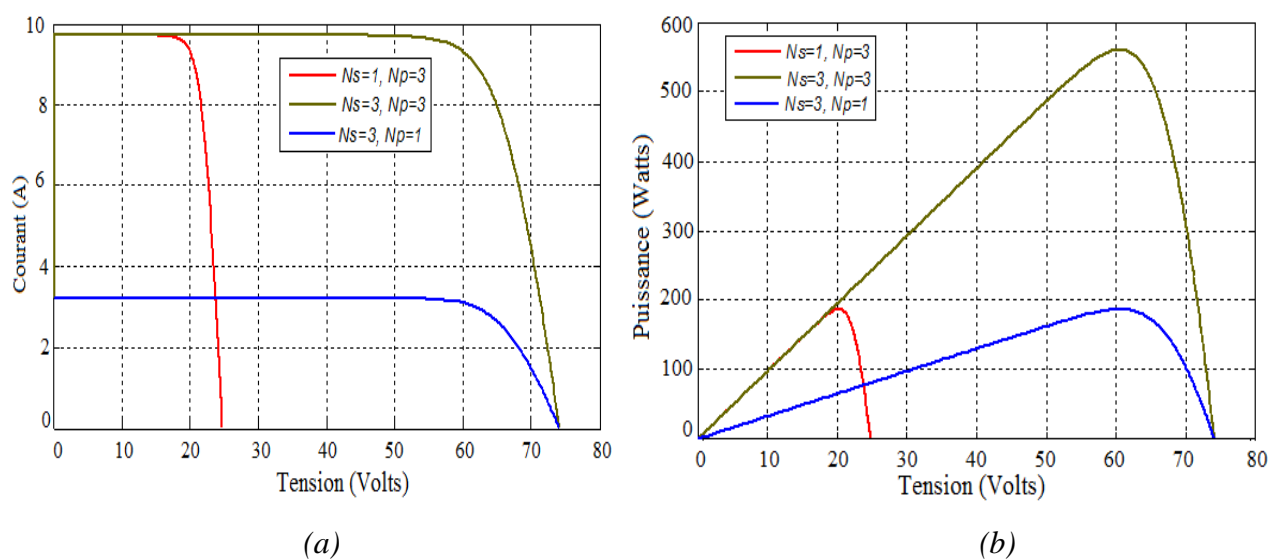 10
8
6
4
2
0
Courant (A)
Ns=1, Np=3
Ns=3, Np=3
Ns=3, Np=1
0 10 20 30 40 50 60 70 80
Tension (Volts)
(a)
600
500
400
300
200
100
0
Puissance (Watts)
Ns=1, Np=3
Ns=3, Np=3
Ns=3, Np=1
0 10 20 30 40 50 60 70 80
Tension (Volts)
(b)